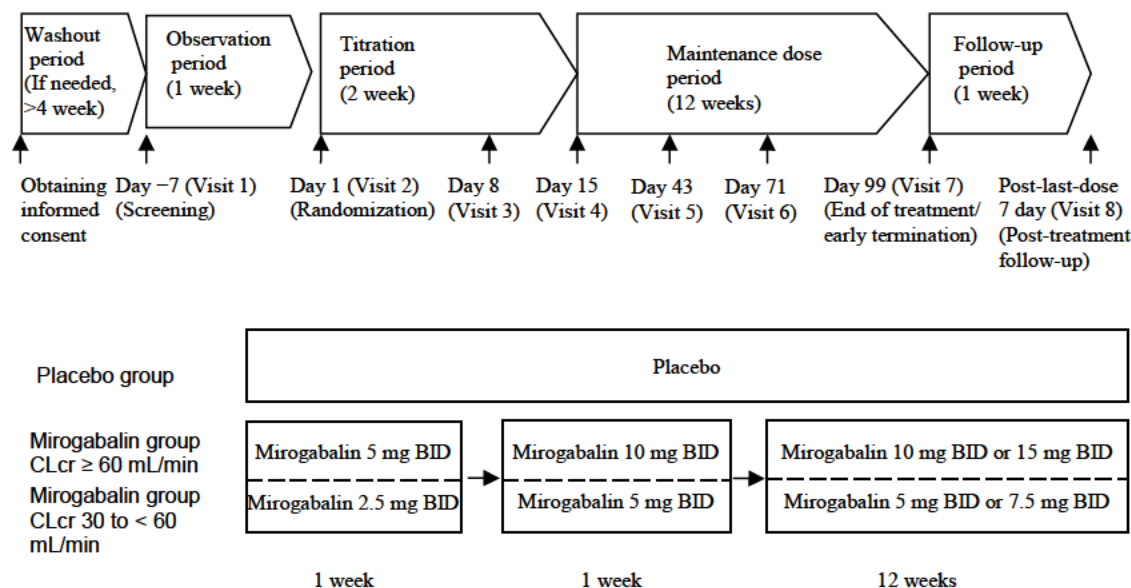 Washout
period
(If needed,
>4 week)
Observation
period
(1 week)
Titration
period
(2 week)
Maintenance dose
period
(12 weeks)
Follow-up
period
(1 week)
Obtaining
informed
consent
Day −7 (Visit 1)
(Screening)
Day 1 (Visit 2)
(Randomization)
Day 8
(Visit 3)
Day 15
(Visit 4)
Day 43
(Visit 5)
Day 71
(Visit 6)
Day 99 (Visit 7)
(End of treatment/
early termination)
Post-last-dose
7 day (Visit 8)
(Post-treatment
follow-up)
Placebo group
Placebo
Mirogabalin group
CLcr ≥ 60 mL/min
Mirogabalin 5 mg BID
Mirogabalin 10 mg BID
Mirogabalin 10 mg BID or 15 mg BID
Mirogabalin group
CLcr 30 to < 60
mL/min
Mirogabalin 2.5 mg BID
Mirogabalin 5 mg BID
Mirogabalin 5 mg BID or 7.5 mg BID
1 week
1 week
12 weeks